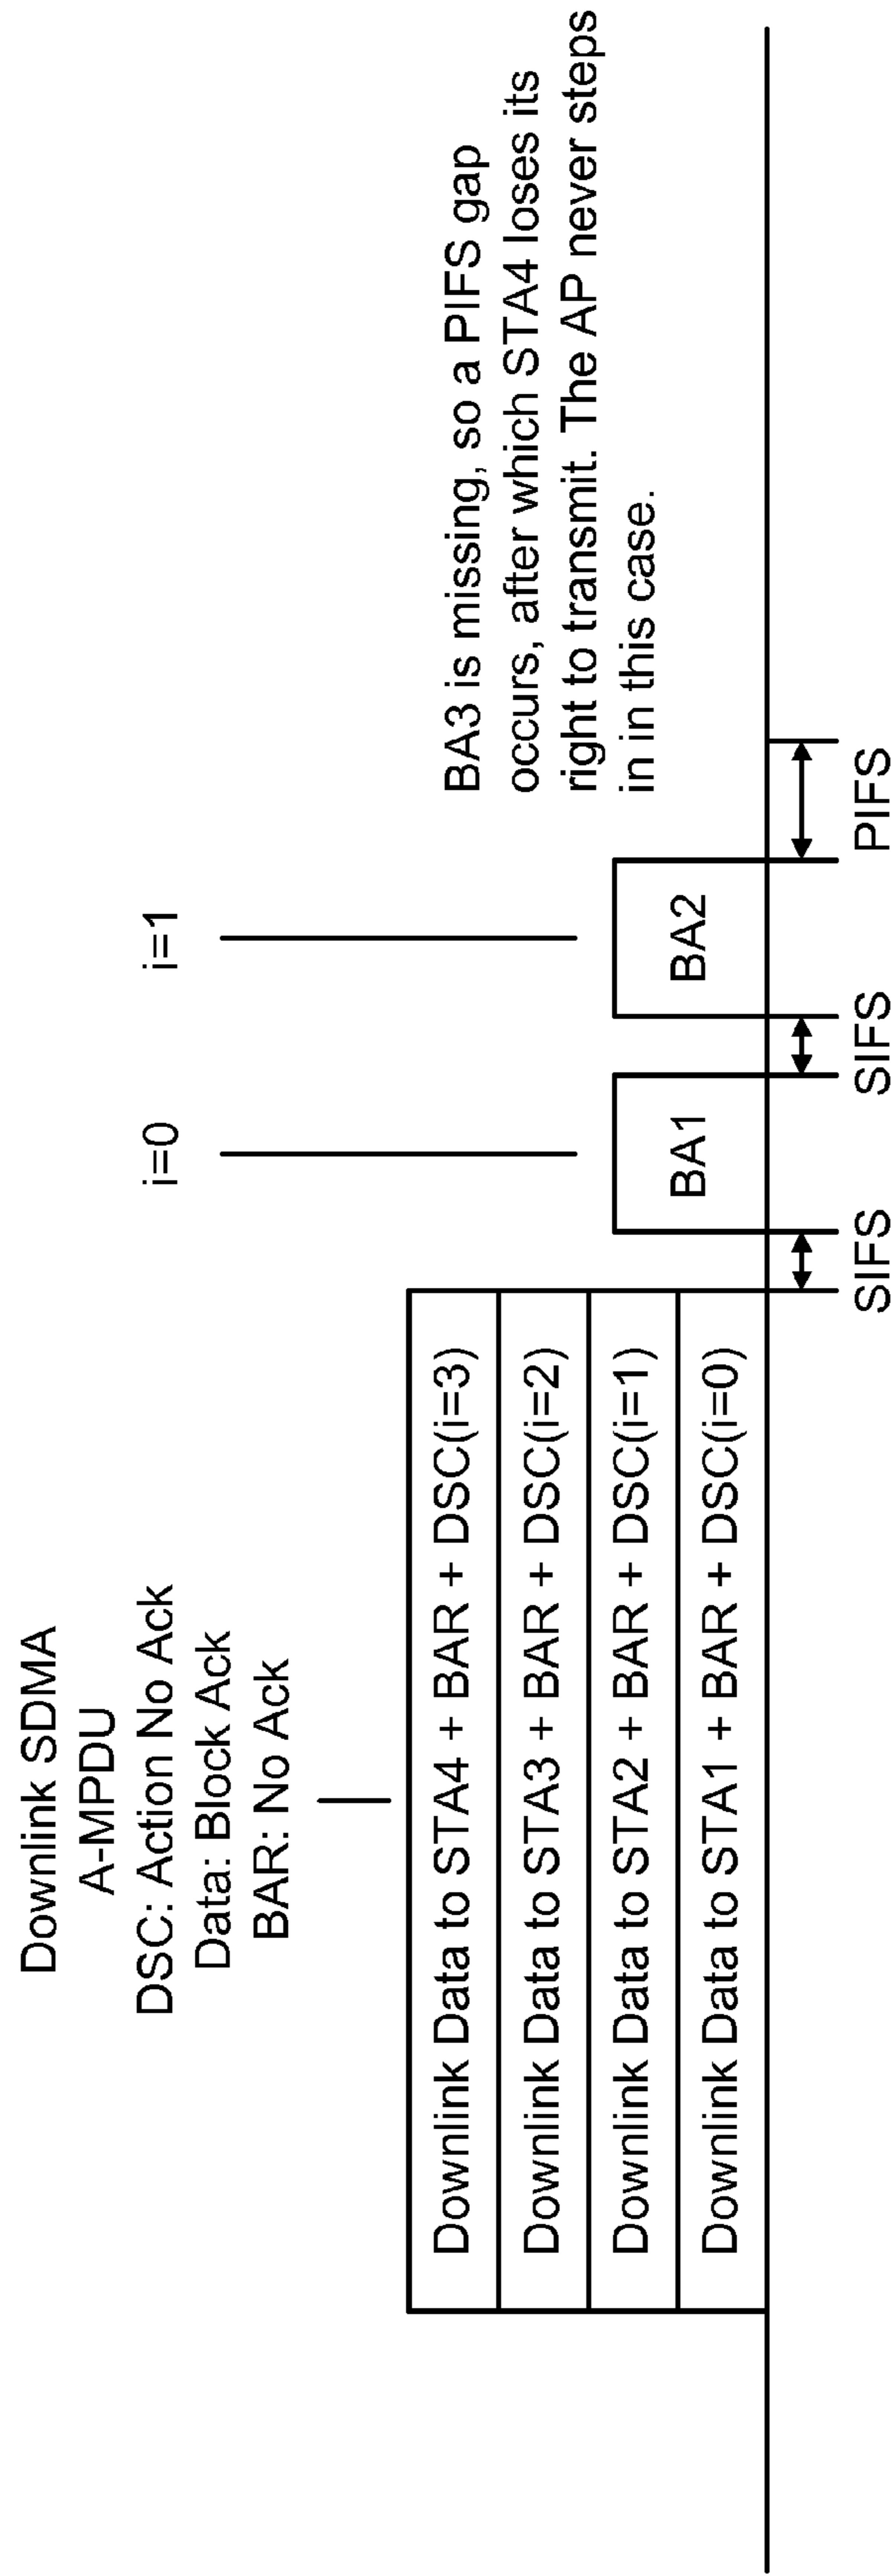 Downlink SDMA
A-MPDU
DSC: Action No Ack
Data: Block Ack
BAR: No Ack
i=0
i=1
BA3 is missing, so a PIFS gap
occurs, after which STA4 loses its
right to transmit. The AP never steps
in in this case.
Downlink Data to STA4 + BAR + DSC(i=3)
Downlink Data to STA3 + BAR + DSC(i=2)
Downlink Data to STA2 + BAR + DSC(i=1)
Downlink Data to STA1 + BAR + DSC(i=0)
BA1
BA2
SIFS
SIFS
PIFS